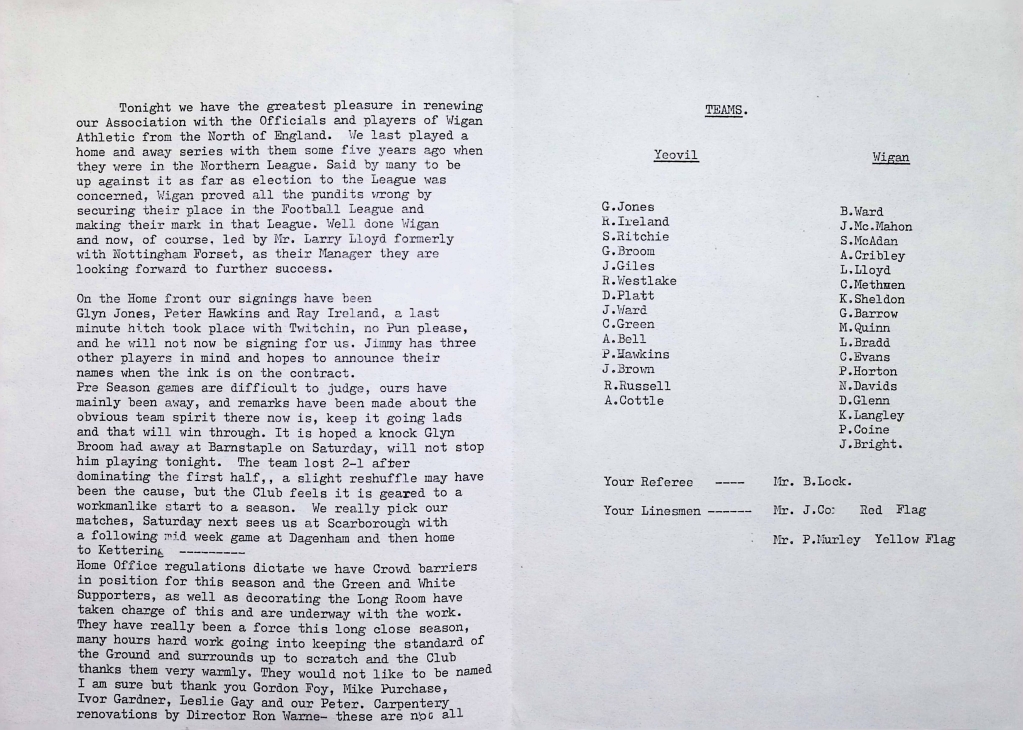 Tonight we have the greatest pleasure in renewing
our Association with the Officials and players of Wigan
Athletic from the North of England. We last played a
home and away series with them some five years ago when
they were in the Northern League. Said by many to be
up against it as far as election to the League was
concerned, Wigan proved all the pundits wrong by
securing their place in the Football League and
making their mark in that League. Well done Wigan
and now, of course, led by Mr. Larry Lloyd formerly
with Nottingham Forset, as their Manager they are
looking forward to further success.
On the Home front our signings have been
Glyn Jones, Peter Hawkins and Ray Ireland, a last
minute hitch took place with Twitchin, no Pun please,
and he will not now be signing for us. Jimmy has three
other players in mind and hopes to announce their
names when the ink is on the contract.
Pre Season games are difficult to judge, ours have
mainly been away, and remarks have been made about the
obvious team spirit there now is, keep it going lads
and that will win through. It is hoped a knock Glyn
Broom had away at Barnstaple on Saturday, will not stop
him playing tonight. The team lost 2-1 after
dominating the first half,, a slight reshuffle may have
been the cause, but the Club feels it is geared to a
workmanlike start to a season. We really pick our
matches, Saturday next sees us at Scarborough with
a following mid week game at Dagenham and then home
to Kettering ---------
Home Office regulations dictate we have Crowd barriers
in position for this season and the Green and White
Supporters, as well as decorating the Long Room have
taken charge of this and are underway with the work.
They have really been a force this long close season,
many hours hard work going into keeping the standard of
the Ground and surrounds up to scratch and the Club
thanks them very warmly. They would not like to be named
I am sure but thank you Gordon Foy, Mike Purchase,
Ivor Gardner, Leslie Gay and our Peter. Carpentery
renovations by Director Ron Warne- these are not all
TEAMS.
Yeovil
G.Jones
R.Ireland
S.Ritchie
G.Broom
J.Giles
R.Westlake
D.Platt
J.Ward
C.Green
A.Bell
P.Hawkins
J.Brown
R.Russell
A.Cottle
Wigan
B.Ward
J.Mc.Mahon
S.McAdan
A.Cribley
L.Lloyd
C.Methven
K.Sheldon
G.Barrow
M.Quinn
L.Bradd
C.Evans
P.Horton
N.Davids
D.Glenn
K.Langley
P.Coine
J.Bright.
Your Referee ---- Mr. B.Lock.
Your Linesmen ------ Mr. J. Red Flag
Mr. P.Murley Yellow Flag